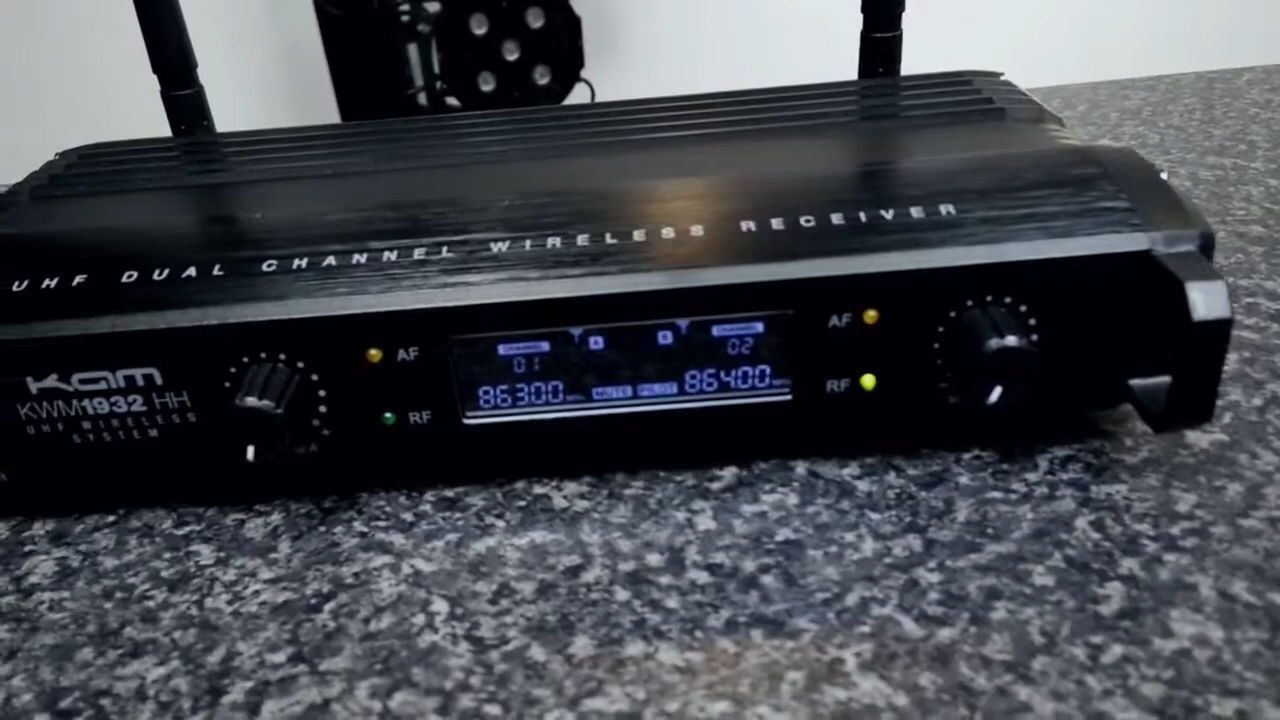 UHF DUAL CHANNEL WIRELESS RECEIVER
Kam
KWM1932 HH
UHF WIRELESS
SYSTEM
AF
RF
CHANNEL
01
86300
MUTE PILOT
CHANNEL
02
86400
AF
RF